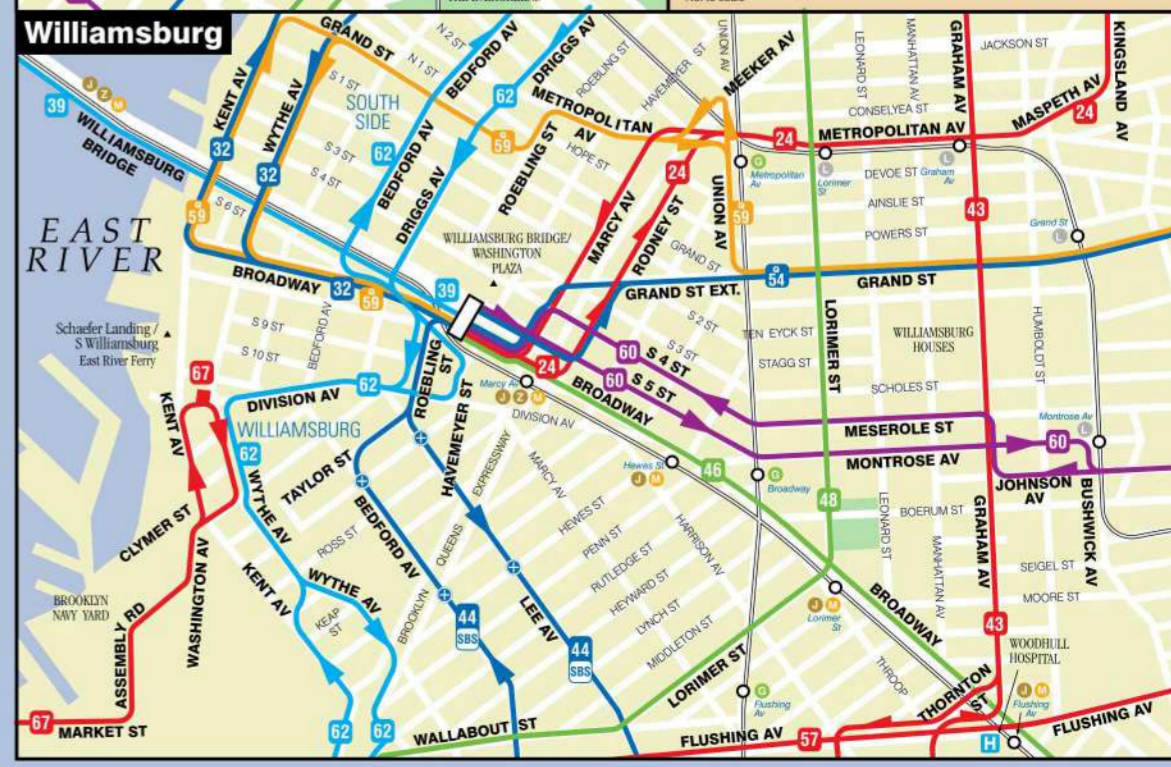 Williamsburg
GRAND ST
N 2 ST
N 1 ST
BEDFORD AV
DRIGGS AV
62
ROEBLING ST
HAVEMEYER ST
UNION AV
MEEKER AV
LEONARD ST
MANHATTAN AV
GRAHAM AV
JACKSON ST
KINGSLAND AV
39
J Z M
WILLIAMSBURG
BRIDGE
KENT AV
WYTHE AV
S 1 ST
SOUTH
SIDE
METROPOLITAN
AV
HOPE ST
CONSELYEA ST
MASPETH AV
24
METROPOLITAN AV
24
32
32
S 3 ST
S 4 ST
62
BEDFORD AV
59
ROEBLING ST
24
G
Metropolitan
Av
L
Lorimer
St
DEVOE ST
Graham
Av
L
59
S 6 ST
DRIGGS AV
MARCY AV
RODNEY ST
UNION AV
59
AINSLIE ST
POWERS ST
43
Grand St
L
EAST
RIVER
WILLIAMSBURG BRIDGE/
WASHINGTON
PLAZA
GRAND ST
BROADWAY
32
59
39
GRAND ST EXT.
54
GRAND ST
Schaefer Landing /
S Williamsburg
East River Ferry
S 9 ST
S 10 ST
BEDFORD AV
S 2 ST
S 3 ST
TEN EYCK ST
STAGG ST
LORIMER ST
WILLIAMSBURG
HOUSES
HUMBOLDT ST
67
62
DIVISION AV
ROEBLING
ST
24
60
S 4 ST
60
S 5 ST
BROADWAY
Marcy Av
J Z M
DIVISION AV
SCHOLES ST
KENT AV
WILLIAMSBURG
HAVEMEYER ST
MESEROLE ST
Montrose Av
L
60
MONTROSE AV
62
WYTHE AV
TAYLOR ST
EXPRESSWAY
MARCY AV
Hewes St
J M
46
G
Broadway
JOHNSON
AV
BUSHWICK AV
CLYMER ST
BEDFORD AV
QUEENS
HEWES ST
HARRISON AV
48
LEONARD ST
BOERUM ST
GRAHAM AV
WASHINGTON AV
ROSS ST
PENN ST
RUTLEDGE ST
MANHATTAN AV
SEIGEL ST
BROOKLYN
NAVY YARD
ASSEMBLY RD
KENT AV
WYTHE AV
KEAP
ST
BROOKLYN
44
SBS
LEE AV
HEYWARD ST
LYNCH ST
MIDDLETON ST
J M
Lorimer
St
BROADWAY
MOORE ST
43
WOODHULL
HOSPITAL
44
SBS
LORIMER ST
G
Flushing
Av
THROOP
THORNTON
ST
J M
Flushing
Av
67
MARKET ST
62
62
WALLABOUT ST
FLUSHING AV
57
H
FLUSHING AV